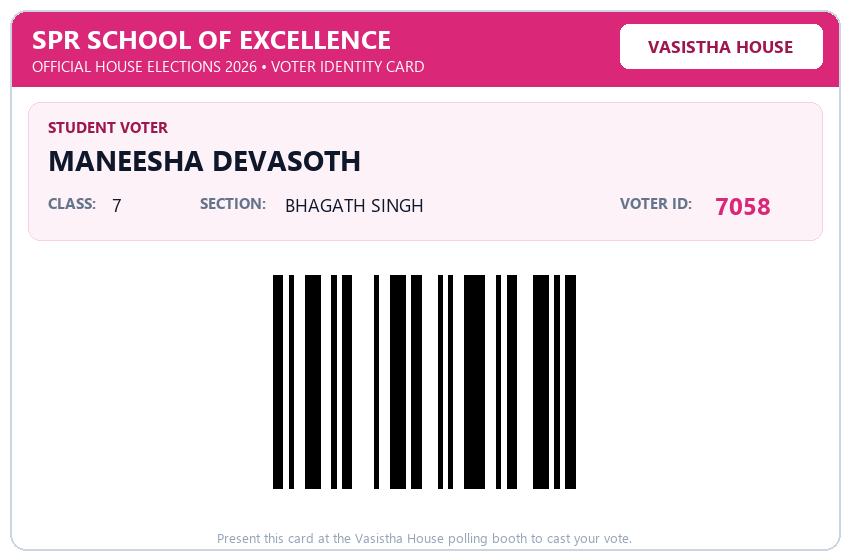 SPR SCHOOL OF EXCELLENCE
OFFICIAL HOUSE ELECTIONS 2026 • VOTER IDENTITY CARD
VASISTHA HOUSE
STUDENT VOTER
MANEESHA DEVASOTH
CLASS: 7 SECTION: BHAGATH SINGH VOTER ID: 7058
Present this card at the Vasistha House polling booth to cast your vote.